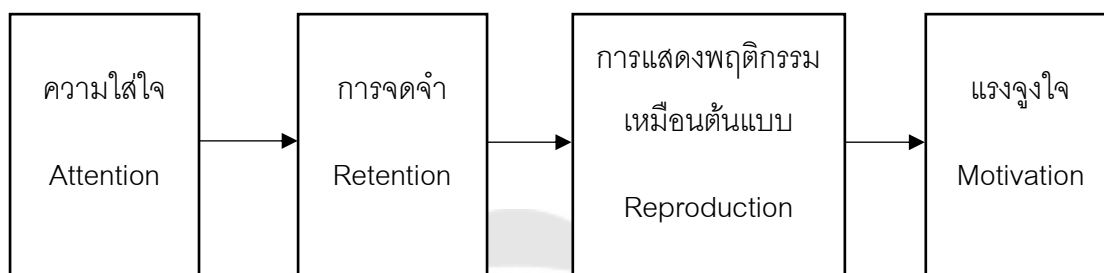 ความใส่ใจ
Attention
การจดจำ
Retention
การแสดงพฤติกรรม
เหมือนต้นแบบ
Reproduction
แรงจูงใจ
Motivation